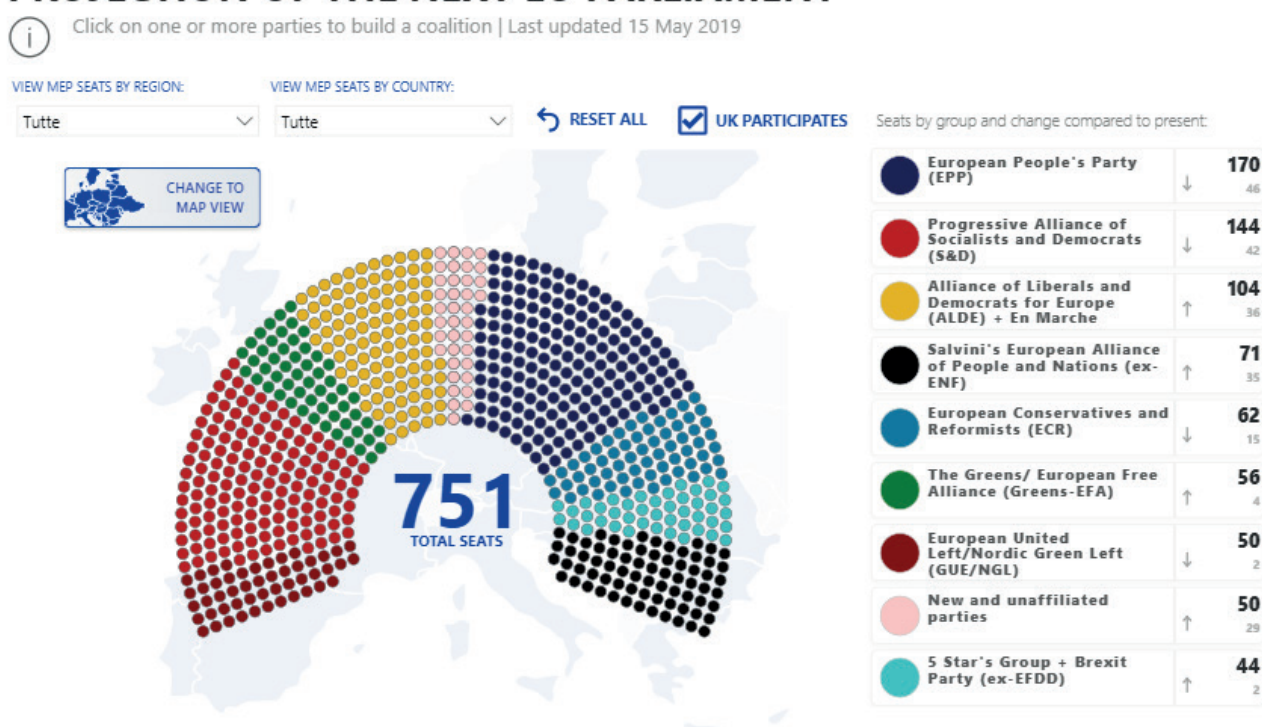 Click on one or more parties to build a coalition | Last updated 15 May 2019
VIEW MEP SEATS BY REGION:
VIEW MEP SEATS BY COUNTRY:
Tutte
Tutte
RESET ALL
UK PARTICIPATES
Seats by group and change compared to present:
CHANGE TO
MAP VIEW
751
TOTAL SEATS
European People's Party
(EPP)
↓
170
46
Progressive Alliance of
Socialists and Democrats
(S&D)
↓
144
42
Alliance of Liberals and
Democrats for Europe
(ALDE) + En Marche
↑
104
36
Salvini's European Alliance
of People and Nations (ex-
ENF)
↑
71
35
European Conservatives and
Reformists (ECR)
↓
62
15
The Greens/ European Free
Alliance (Greens-EFA)
↑
56
4
European United
Left/Nordic Green Left
(GUE/NGL)
↓
50
2
New and unaffiliated
parties
↑
50
29
5 Star's Group + Brexit
Party (ex-EFDD)
↑
44
2